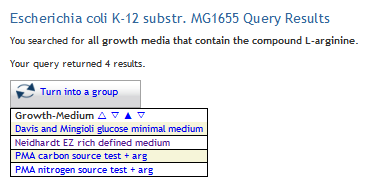 Escherichia coli K-12 substr. MG1655 Query Results
You searched for all growth media that contain the compound L-arginine.
Your query returned 4 results.
Turn into a group
Growth-Medium △ ▽ ▲ ▼
Davis and Mingioli glucose minimal medium
Neidhardt EZ rich defined medium
PMA carbon source test + arg
PMA nitrogen source test + arg